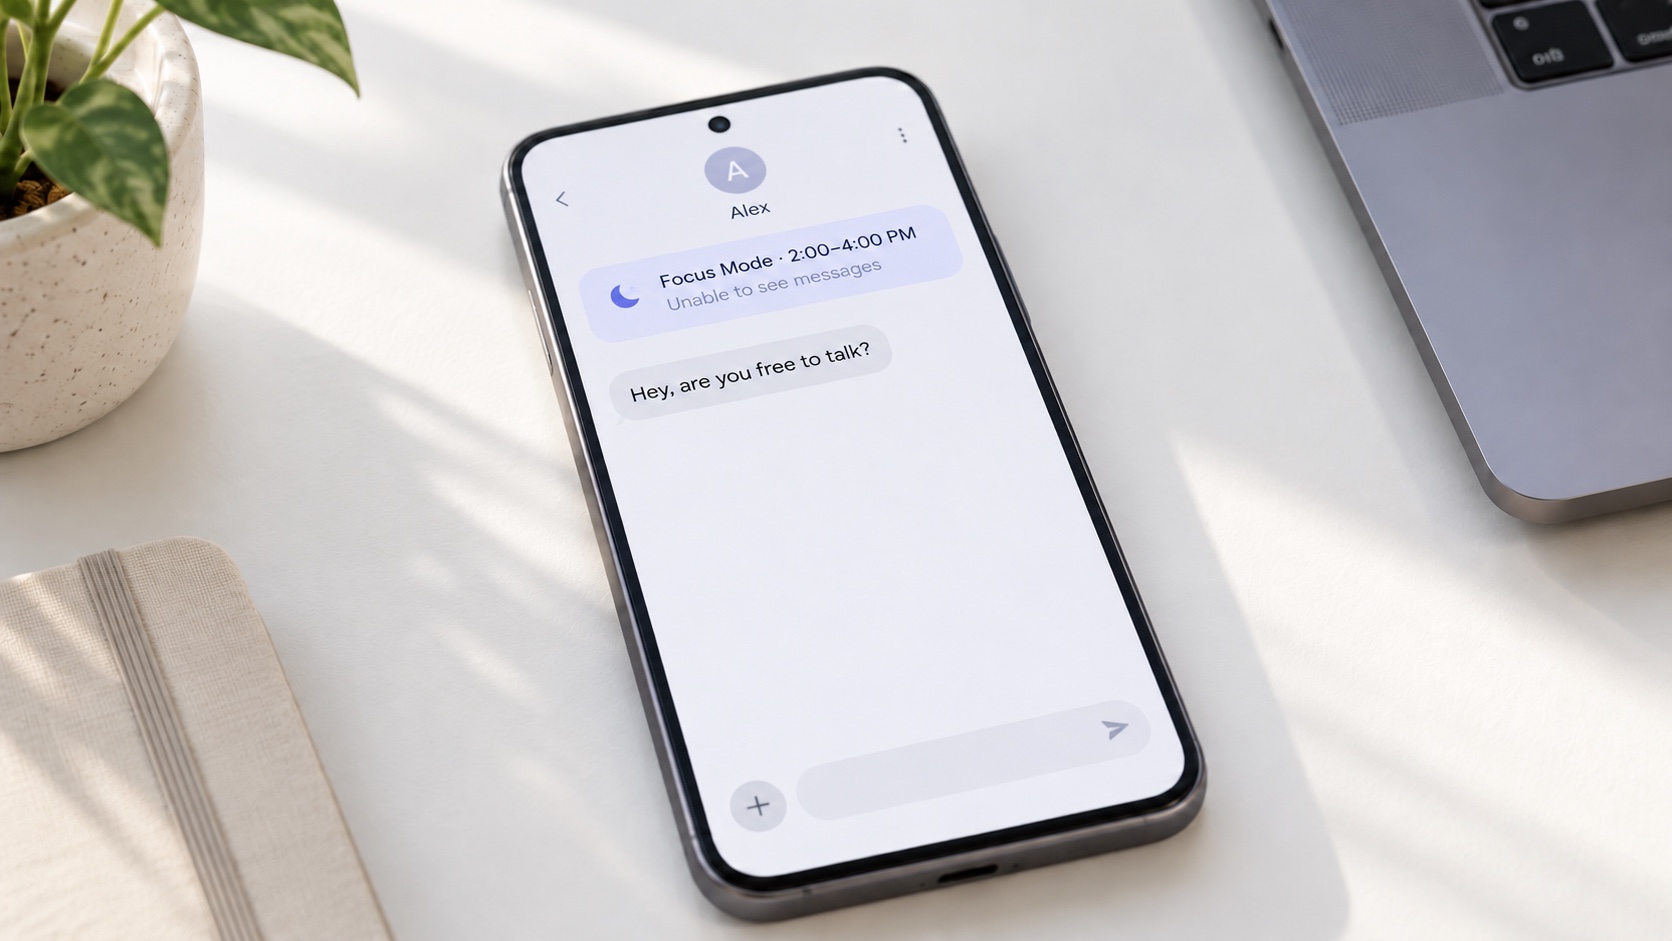 A
Alex
Focus Mode · 2:00–4:00 PM
Unable to see messages
Hey, are you free to talk?